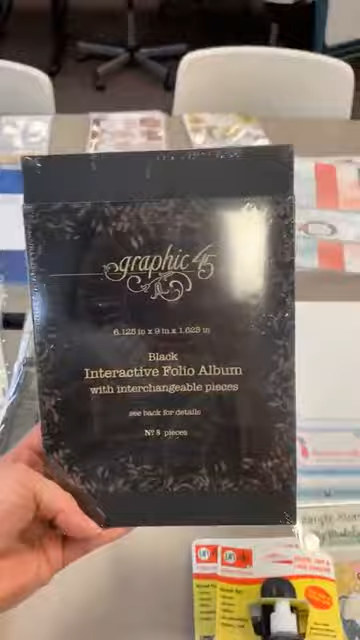 graphic 45
6.125 in x 9 in x 1.625 in
Black
Interactive Folio Album
with interchangeable pieces
see back for details
Nº 8 pieces